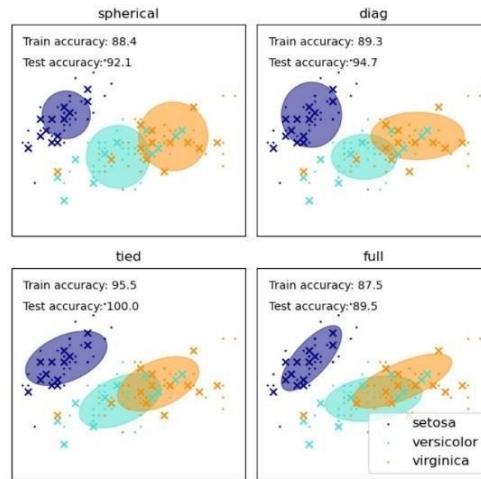 spherical
Train accuracy: 88.4
Test accuracy: 92.1
diag
Train accuracy: 89.3
Test accuracy: 94.7
tied
Train accuracy: 95.5
Test accuracy: 100.0
full
Train accuracy: 87.5
Test accuracy: 89.5
setosa
versicolor
virginica